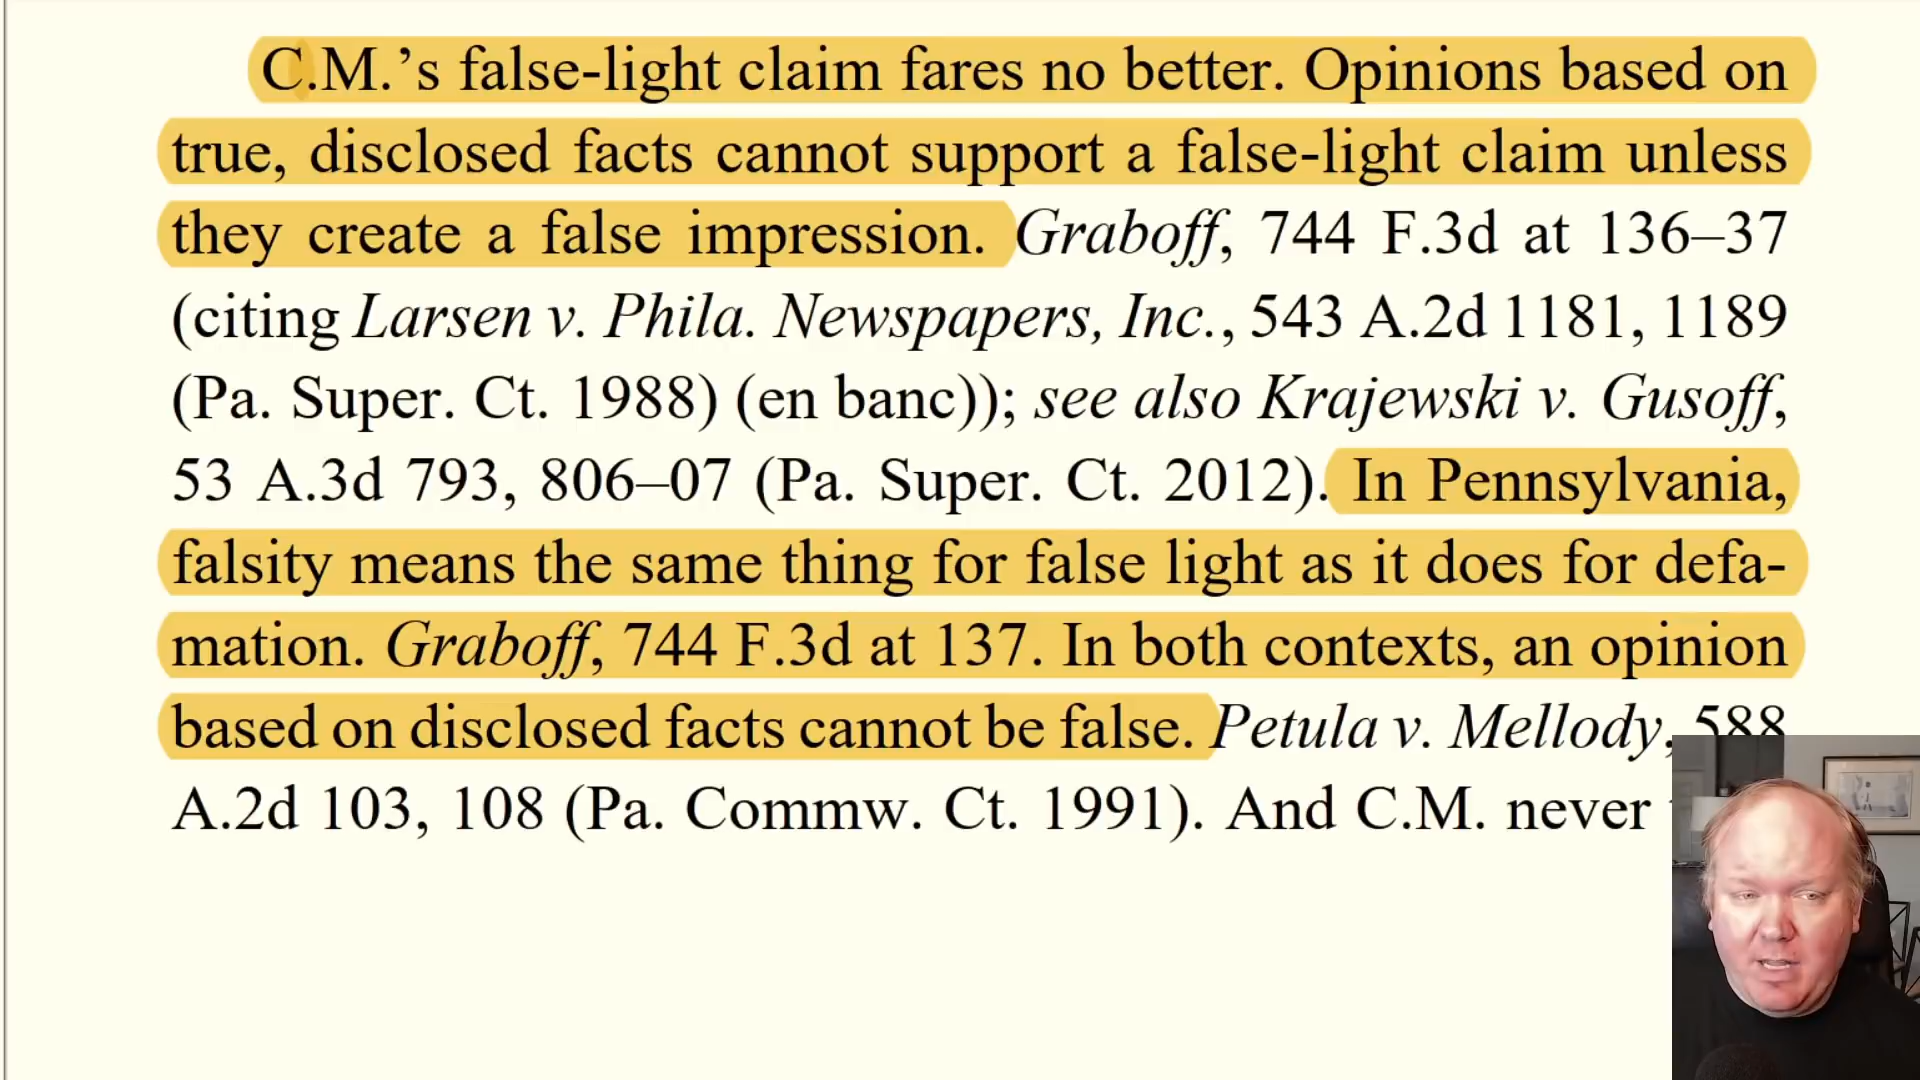 C.M.’s false-light claim fares no better. Opinions based on
true, disclosed facts cannot support a false-light claim unless
they create a false impression. Graboff, 744 F.3d at 136–37
(citing Larsen v. Phila. Newspapers, Inc., 543 A.2d 1181, 1189
(Pa. Super. Ct. 1988) (en banc)); see also Krajewski v. Gusoff,
53 A.3d 793, 806–07 (Pa. Super. Ct. 2012). In Pennsylvania,
falsity means the same thing for false light as it does for defa-
mation. Graboff, 744 F.3d at 137. In both contexts, an opinion
based on disclosed facts cannot be false. Petula v. Mellody, 588
A.2d 103, 108 (Pa. Commw. Ct. 1991). And C.M. never